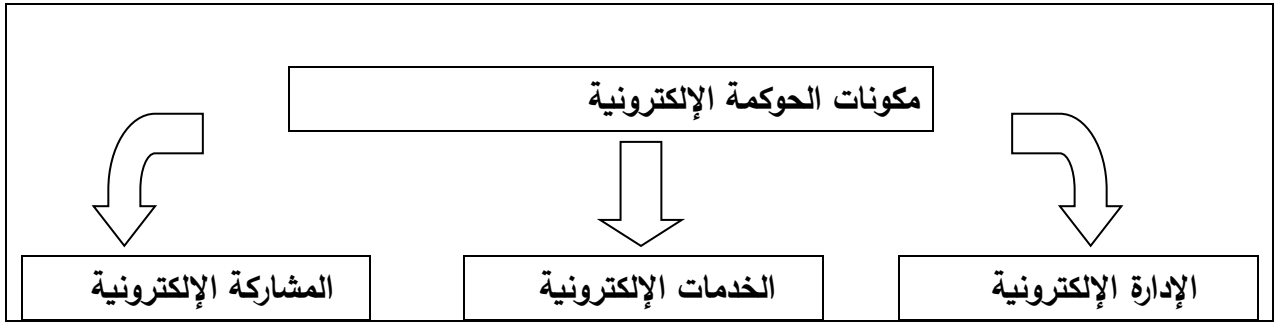 مكونات الحوكمة الإلكترونية
الإدارة الإلكترونية
الخدمات الإلكترونية
المشاركة الإلكترونية